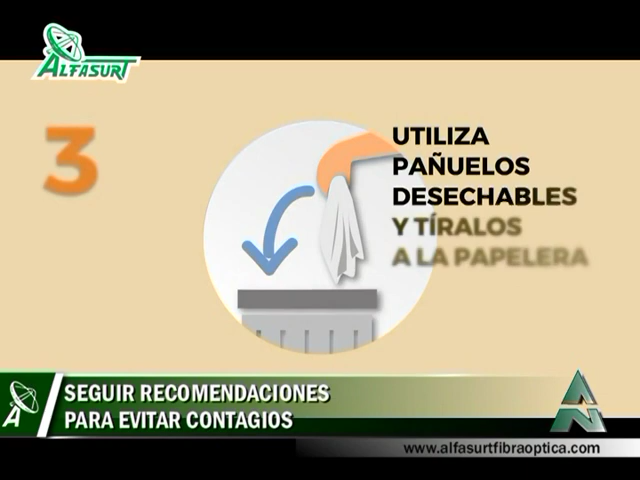 ALFASURT
3
UTILIZA
PAÑUELOS
DESECHABLES
Y TÍRALOS
A LA PAPELERA
SEGUIR RECOMENDACIONES
PARA EVITAR CONTAGIOS
A
www.alfasurtfibraoptica.com